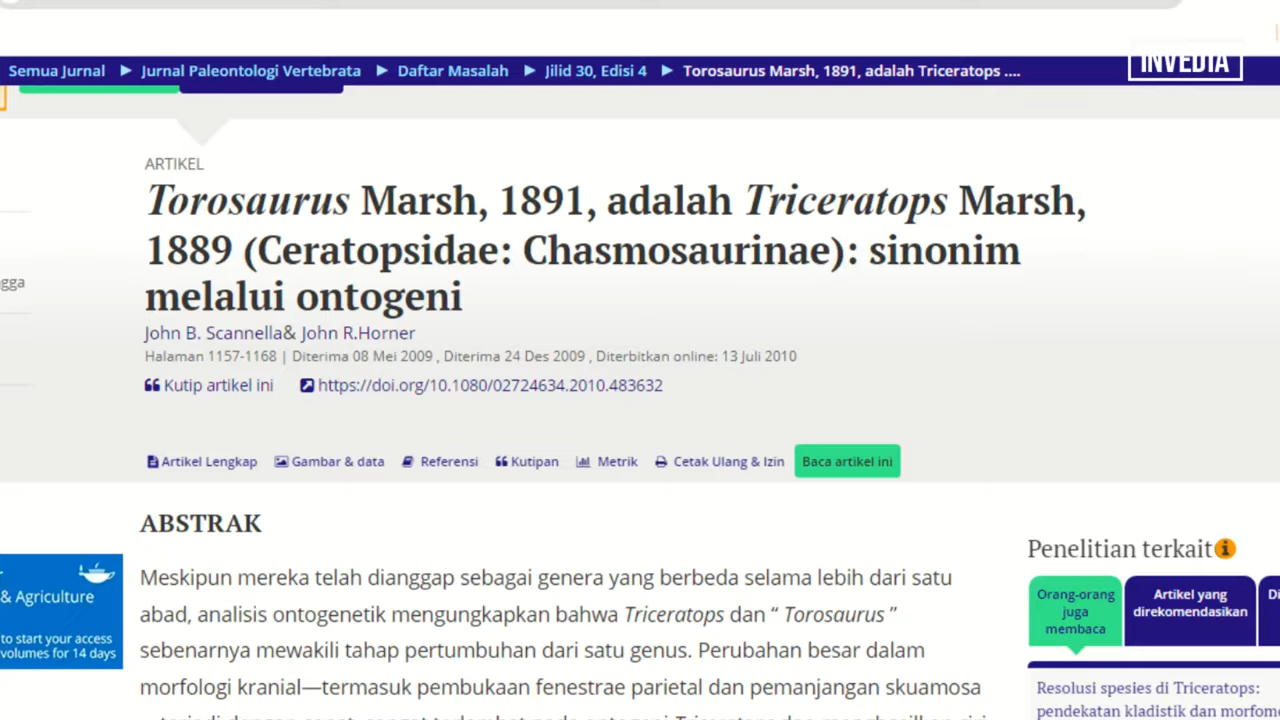 INVEDIA
Semua Jurnal ▶ Jurnal Paleontologi Vertebrata ▶ Daftar Masalah ▶ Jilid 30, Edisi 4 ▶ Torosaurus Marsh, 1891, adalah Triceratops ....
ARTIKEL
Torosaurus Marsh, 1891, adalah Triceratops Marsh,
1889 (Ceratopsidae: Chasmosaurinae): sinonim
melalui ontogeni
John B. Scannella& John R.Horner
Halaman 1157-1168 | Diterima 08 Mei 2009 , Diterima 24 Des 2009 , Diterbitkan online: 13 Juli 2010
Kutip artikel ini https://doi.org/10.1080/02724634.2010.483632
Artikel Lengkap Gambar & data Referensi Kutipan Metrik Cetak Ulang & Izin Baca artikel ini
ABSTRAK
Meskipun mereka telah dianggap sebagai genera yang berbeda selama lebih dari satu
abad, analisis ontogenetik mengungkapkan bahwa Triceratops dan “ Torosaurus ”
sebenarnya mewakili tahap pertumbuhan dari satu genus. Perubahan besar dalam
morfologi kranial—termasuk pembukaan fenestrae parietal dan pemanjangan skuamosa
& Agriculture
to start your access
volumes for 14 days
Penelitian terkait
Orang-orang
juga
membaca
Artikel yang
direkomendasikan
Resolusi spesies di Triceratops:
pendekatan kladistik dan